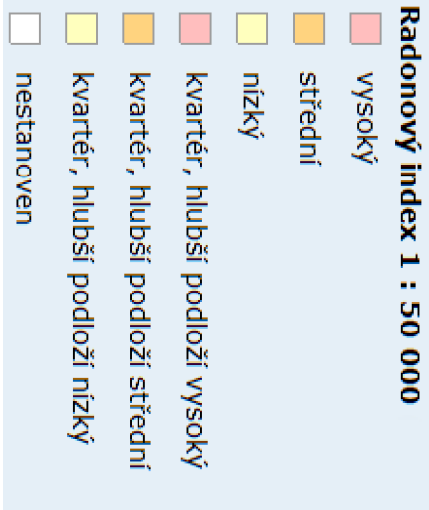 Radonový index 1 : 50 000
vysoký
střední
nízký
kvartér, hlubší podloží vysoký
kvartér, hlubší podloží střední
kvartér, hlubší podloží nízký
nestanoven